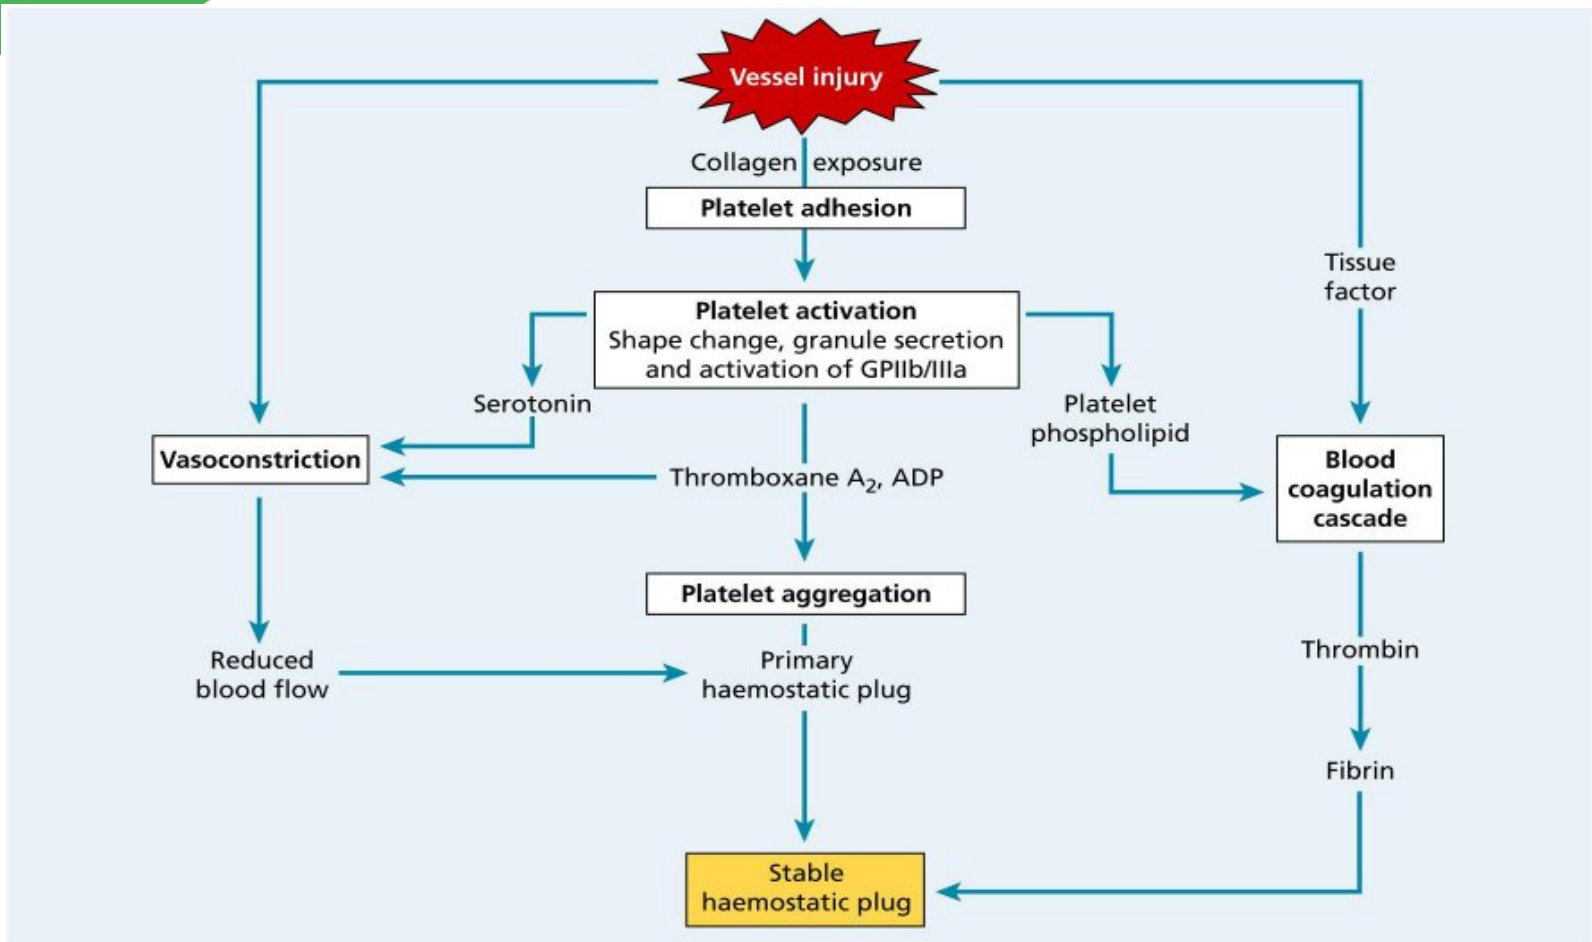 Vessel injury
Collagen exposure
Platelet adhesion
Tissue
factor
Platelet activation
Shape change, granule secretion
and activation of GPIIb/IIIa
Serotonin
Platelet
phospholipid
Vasoconstriction
Thromboxane A₂, ADP
Blood
coagulation
cascade
Platelet aggregation
Reduced
blood flow
Primary
haemostatic plug
Thrombin
Fibrin
Stable
haemostatic plug